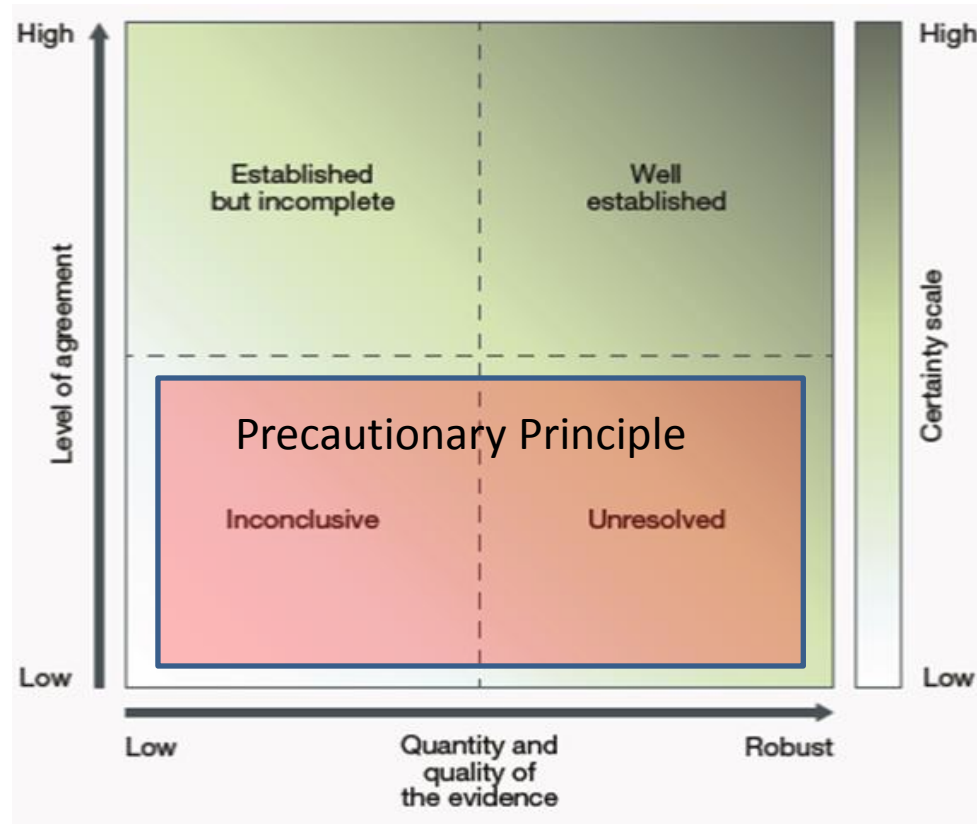 High
High
Established
but incomplete
Well
established
Level of agreement
Certainty scale
Precautionary Principle
Inconclusive
Unresolved
Low
Low
Low
Quantity and
quality of
the evidence
Robust